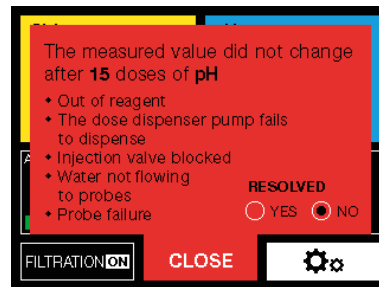 The measured value did not change
after 15 doses of pH
• Out of reagent
• The dose dispenser pump fails
to dispense
• Injection valve blocked
• Water not flowing
to probes
• Probe failure
RESOLVED
YES NO
FILTRATION ON
CLOSE